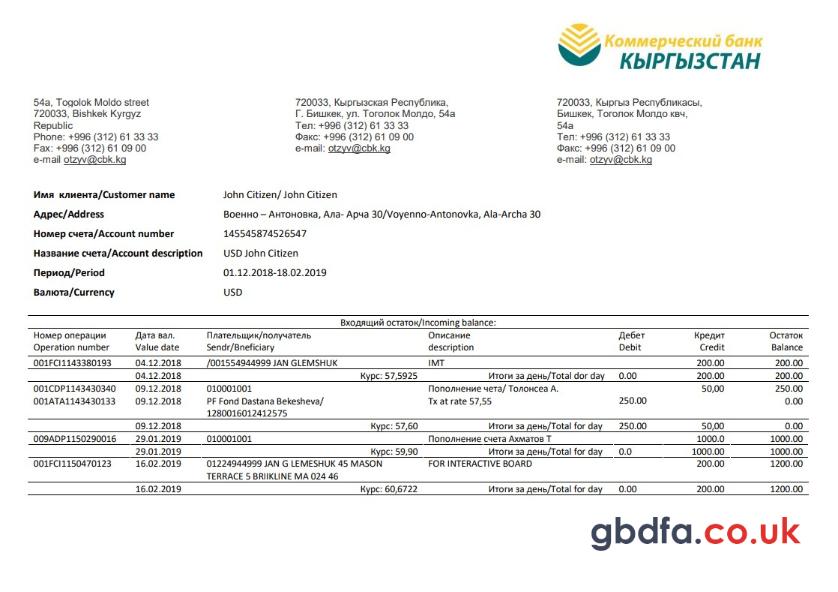 Коммерческий банк
КЫРГЫЗСТАН
54a, Togolok Moldo street
720033, Bishkek Kyrgyz
Republic
Phone: +996 (312) 61 33 33
Fax: +996 (312) 61 09 00
e-mail otzyv@cbk.kg
720033, Кыргызская Республика,
Г. Бишкек, ул. Тоголок Молдо, 54а
Тел: +996 (312) 61 33 33
Факс: +996 (312) 61 09 00
e-mail: otzyv@cbk.kg
720033, Кыргыз Республикасы,
Бишкек, Тоголок Молдо квч,
54а
Тел: +996 (312) 61 33 33
Факс: +996 (312) 61 09 00
e-mail: otzyv@cbk.kg
Имя клиента/Customer name John Citizen/ John Citizen
Адрес/Address Военно – Антоновка, Ала- Арча 30/Voyenno-Antonovka, Ala-Archa 30
Номер счета/Account number 145545874526547
Название счета/Account description USD John Citizen
Период/Period 01.12.2018-18.02.2019
Валюта/Currency USD
Входящий остаток/Incoming balance:
Номер операции Дата вал. Плательщик/получатель Описание Дебет Кредит Остаток
Operation number Value date Sendr/Bneficiary description Debit Credit Balance
001FCI1143380193 04.12.2018 /001554944999 JAN GLEMSHUK IMT 200.00 200.00
04.12.2018 Курс: 57,5925 Итоги за день/Total dor day 0.00 200.00 200.00
001CDP1143430340 09.12.2018 010001001 Пополнение чета/ Толонсеа А. 50,00 250.00
001ATA1143430133 09.12.2018 PF Fond Dastana Bekesheva/ Tx at rate 57,55 250.00 0.00
1280016012412575
09.12.2018 Курс: 57,60 Итоги за день/Total for day 250.00 50,00 0.00
009ADP1150290016 29.01.2019 010001001 Пополнение счета Ахматов Т 1000.0 1000.00
29.01.2019 Курс: 59,90 Итоги за день/Total for day 0.0 1000.00 1000.00
001FCI1150470123 16.02.2019 01224944999 JAN G LEMESHUK 45 MASON FOR INTERACTIVE BOARD 200.00 1200.00
TERRACE 5 BRIIKLINE MA 024 46
16.02.2019 Курс: 60,6722 Итоги за день/Total for day 0.00 200.00 1200.00
gbdfa.co.uk